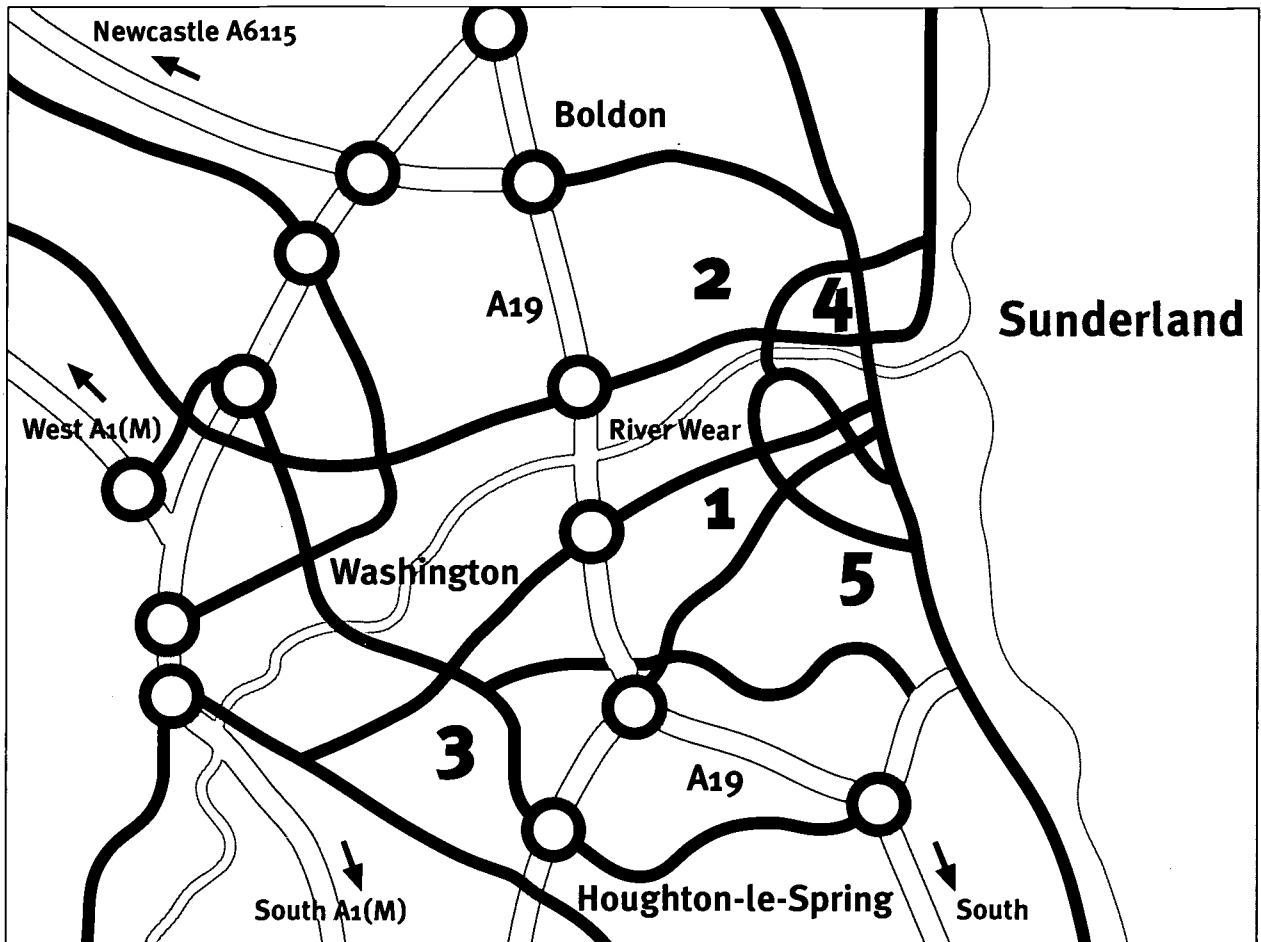 Newcastle A6115
Boldon
2
4
A19
Sunderland
West A1(M)
River Wear
1
Washington
5
3
A19
Houghton-le-Spring
South A1(M)
South